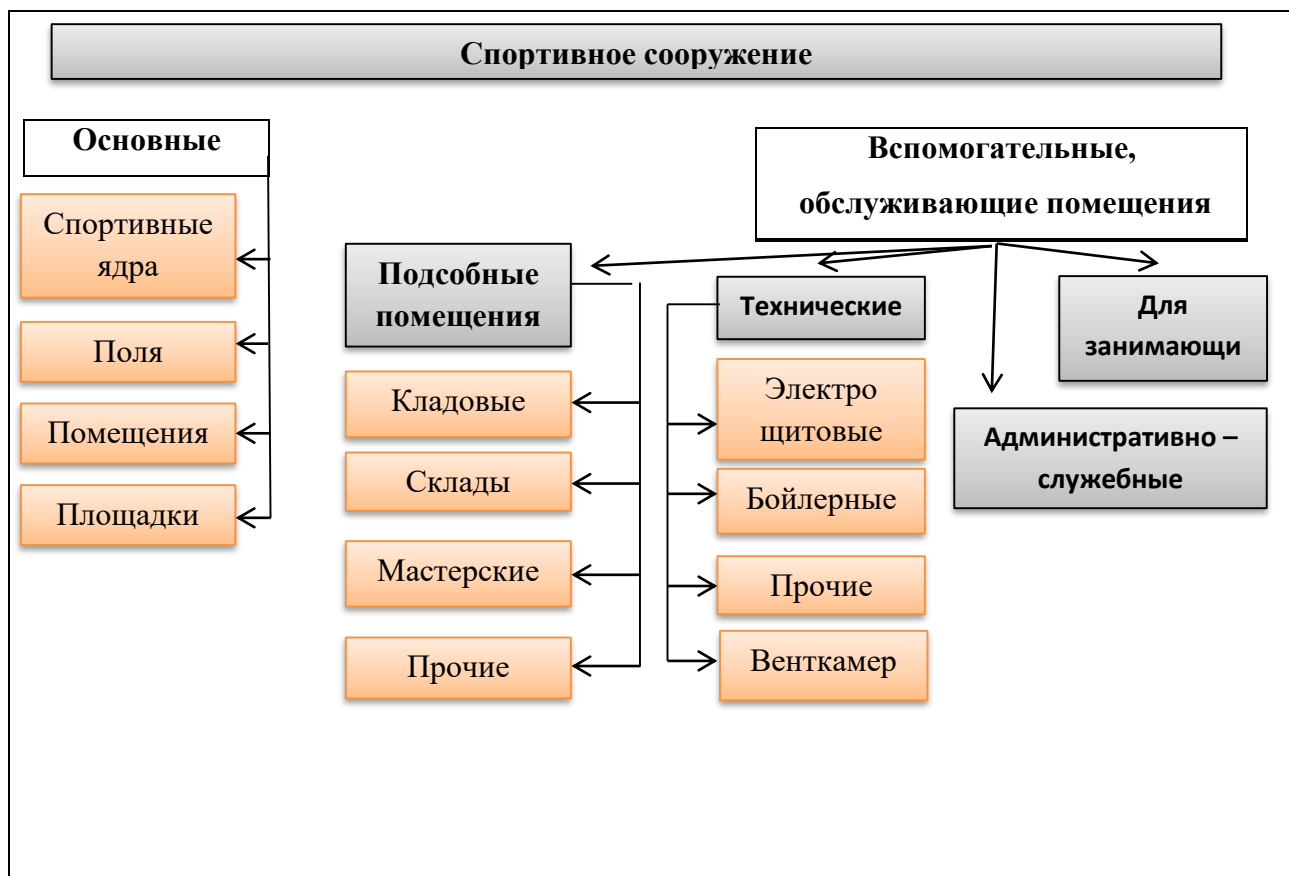 Спортивное сооружение
Основные
Спортивные
ядра
Поля
Помещения
Площадки
Вспомогательные,
обслуживающие помещения
Подсобные
помещения
Кладовые
Склады
Мастерские
Прочие
Технические
Электро
щитовые
Бойлерные
Прочие
Венткамер
Для
занимающи
Административно –
служебные